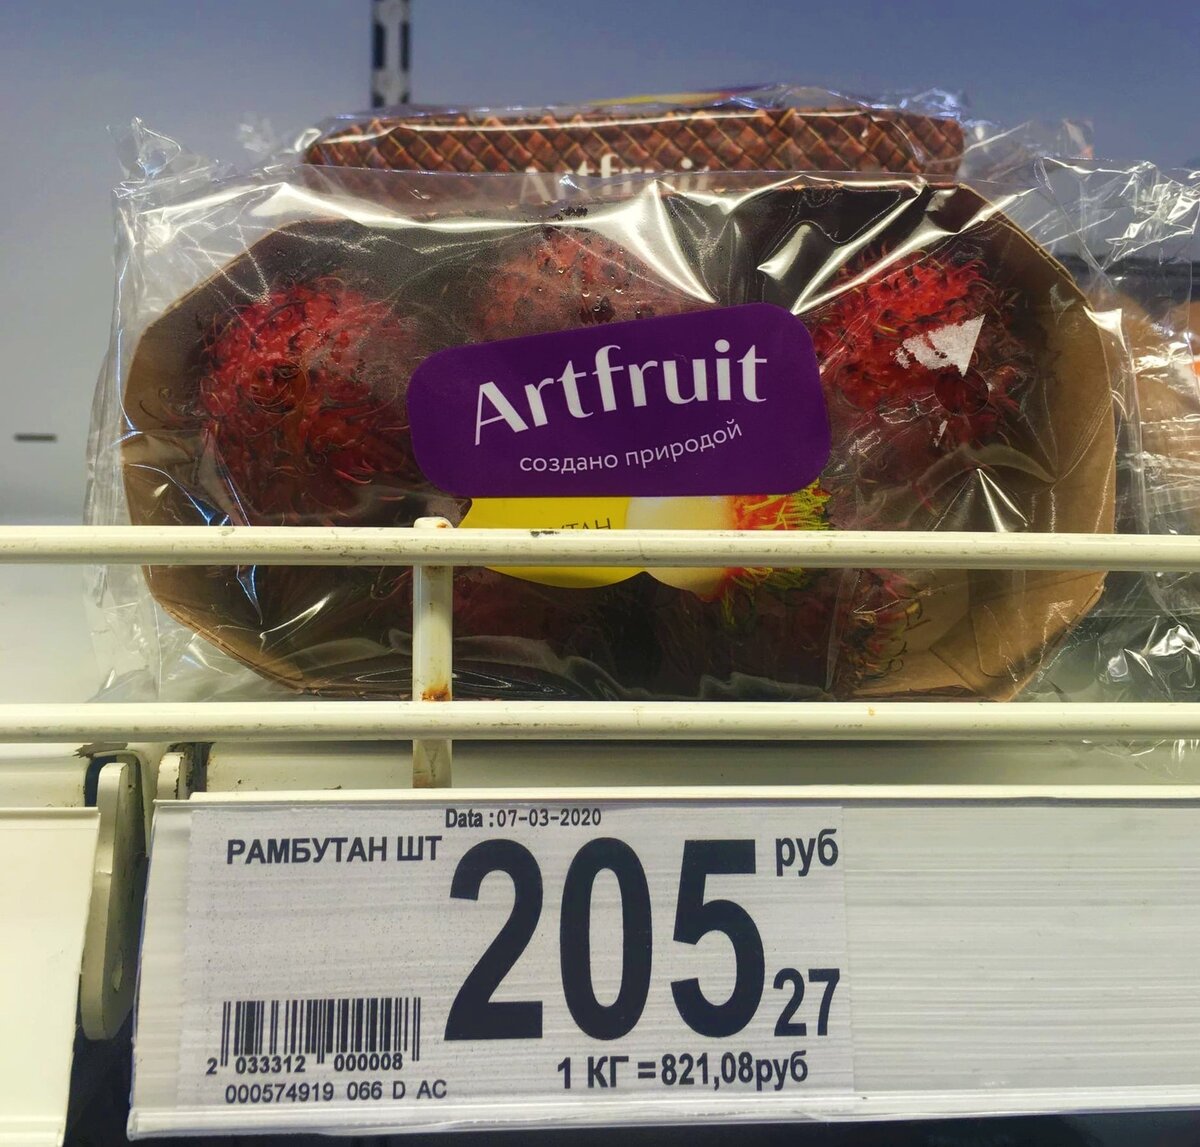 Artfruit
Artfruit
создано природой
Data :07-03-2020
РАМБУТАН ШТ
205
руб
27
1 КГ =821,08руб
2 033312 000008
000574919 066 D AC